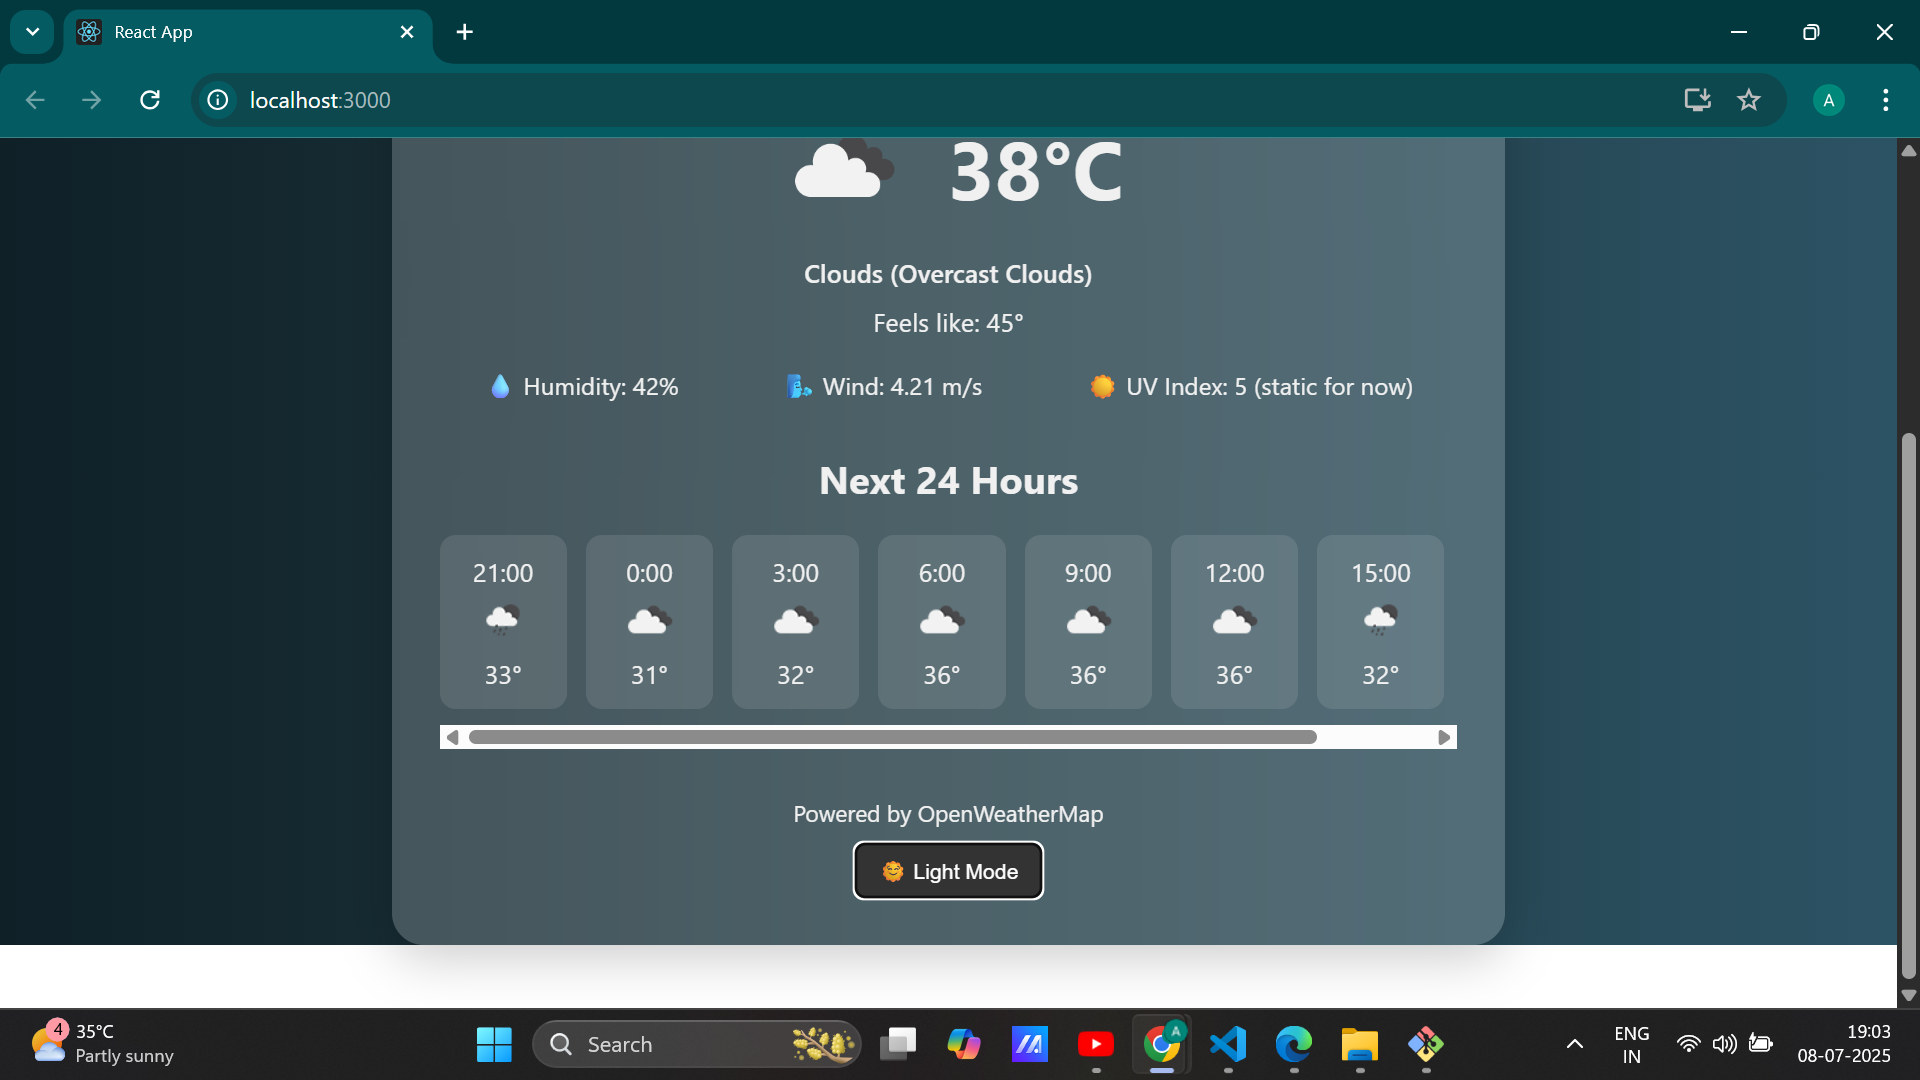 React App
localhost:3000
A
38°C
Clouds (Overcast Clouds)
Feels like: 45°
Humidity: 42%
Wind: 4.21 m/s
UV Index: 5 (static for now)
Next 24 Hours
21:00 0:00 3:00 6:00 9:00 12:00 15:00
33° 31° 32° 36° 36° 36° 32°
Powered by OpenWeatherMap
Light Mode
4
35°C
Partly sunny
Search
A
ENG
IN
19:03
08-07-2025